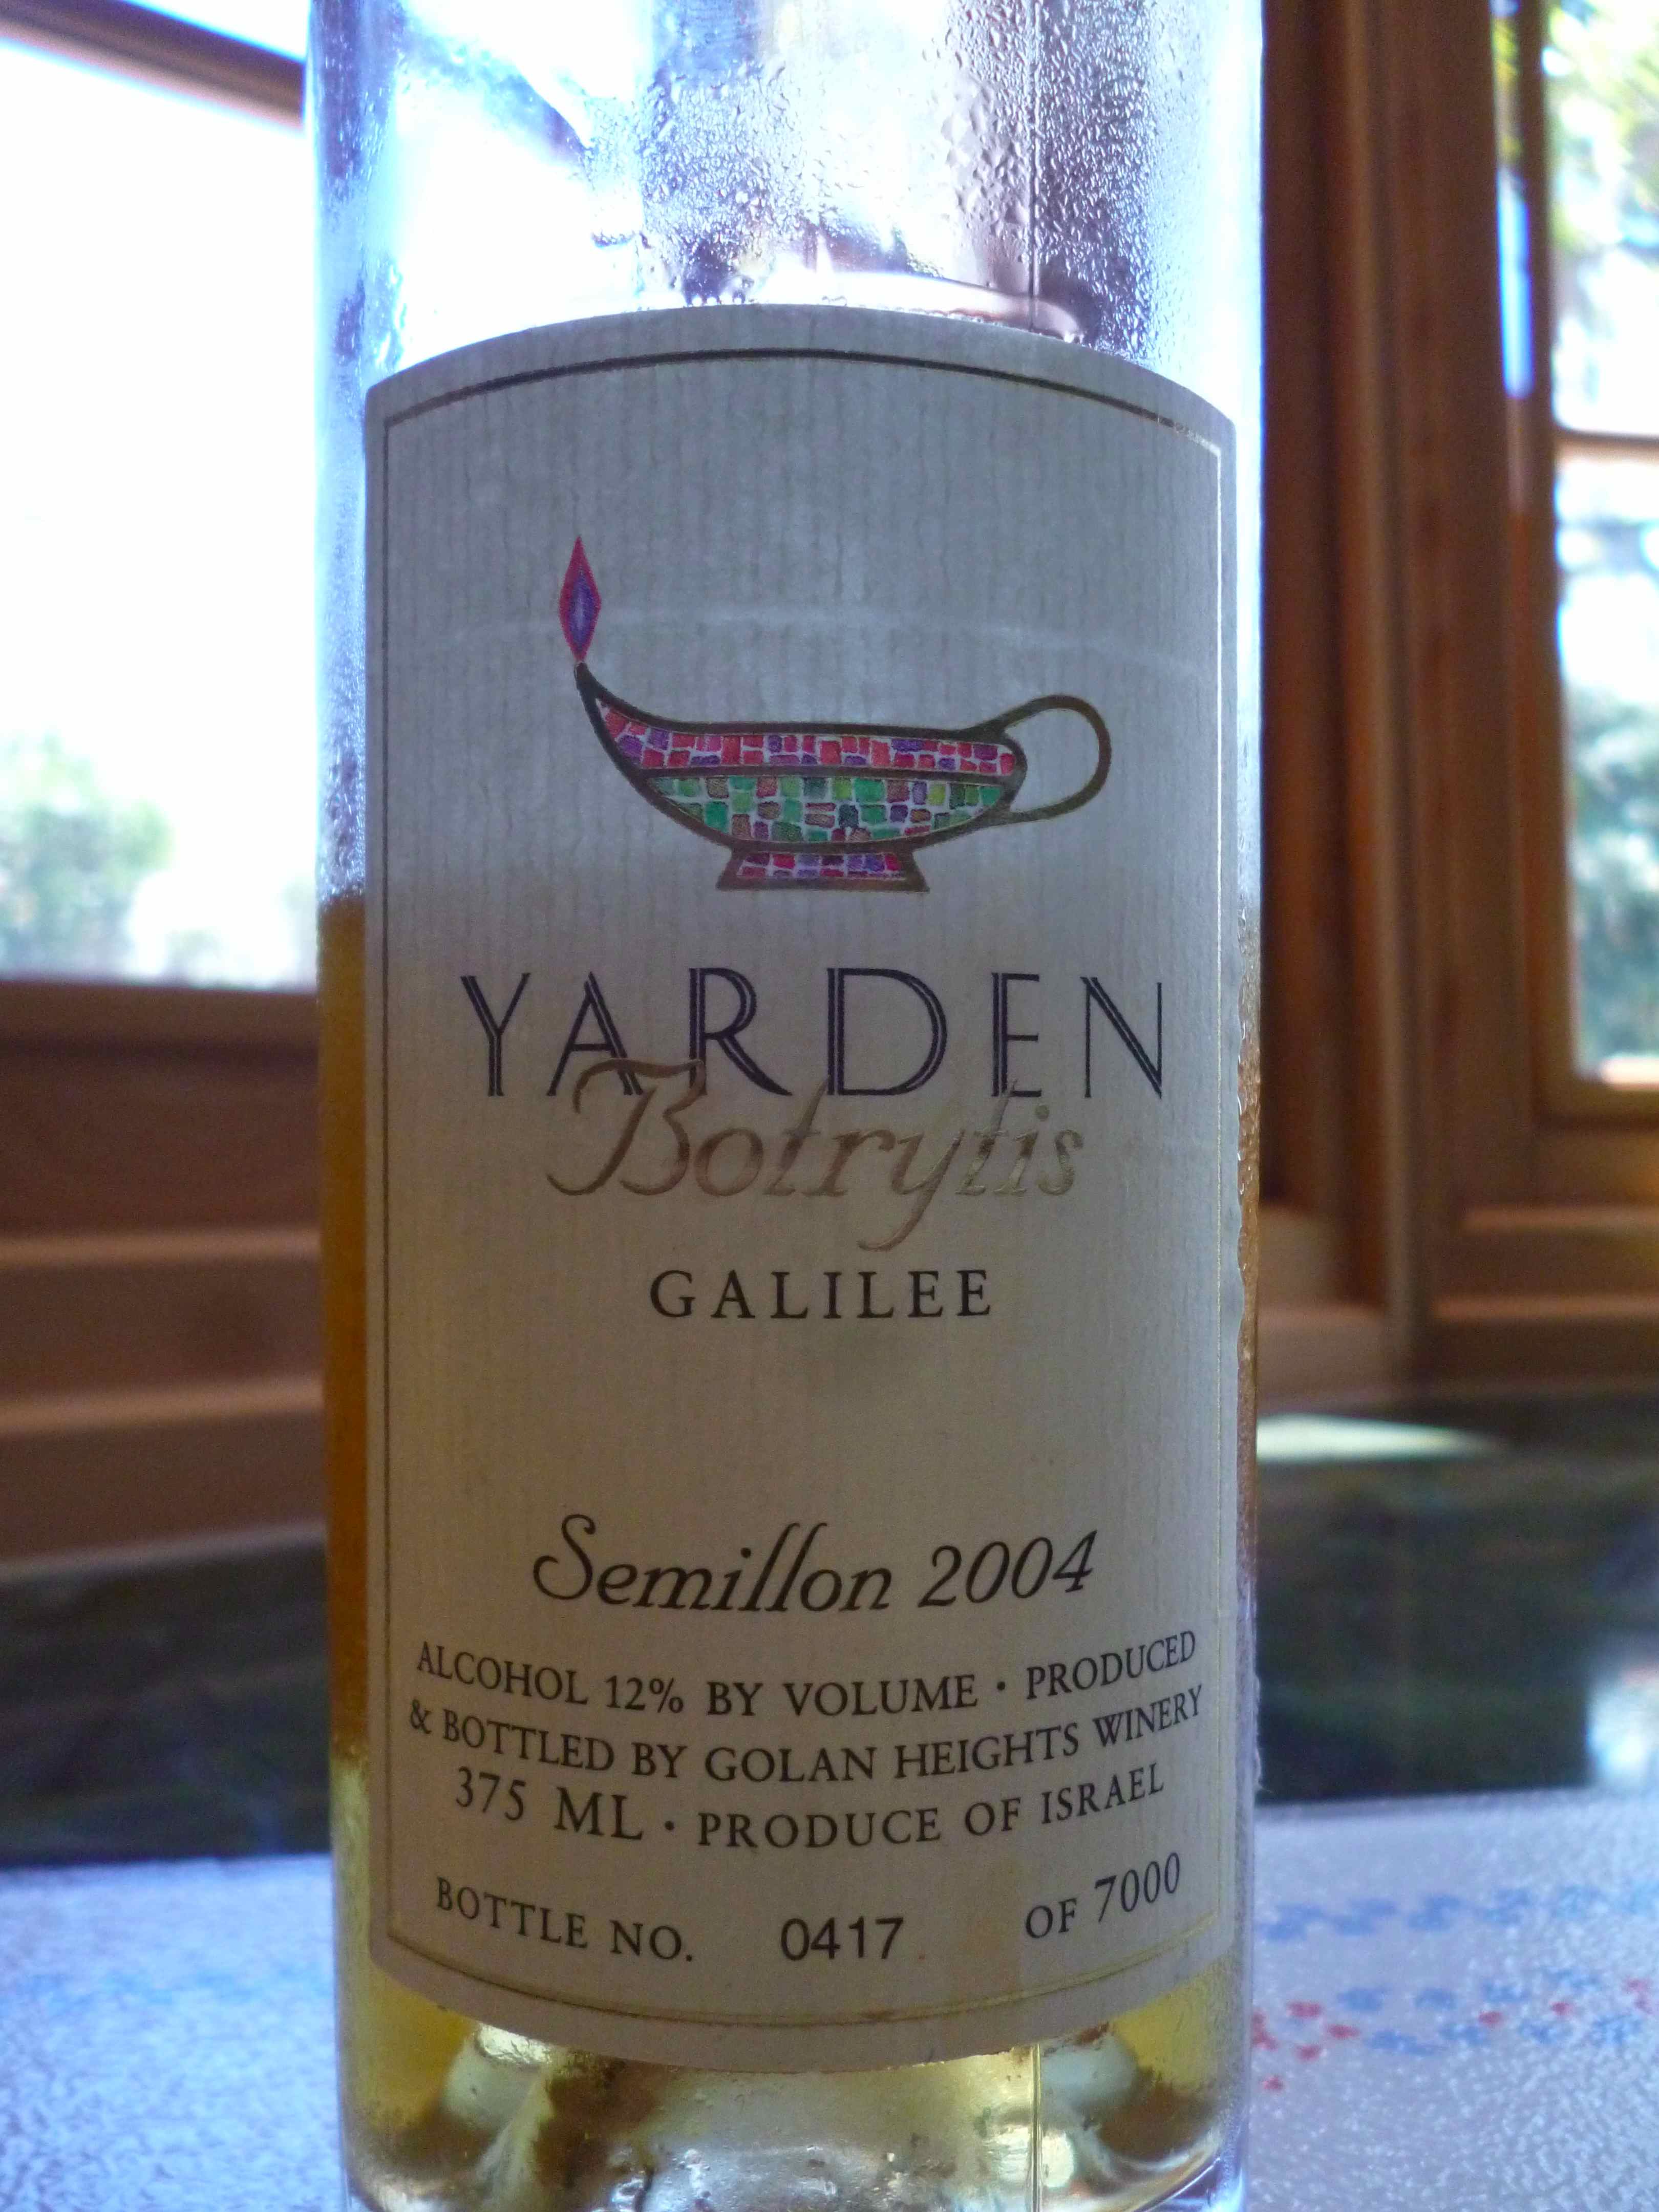 YARDEN
Botrytis
GALILEE
Semillon 2004
ALCOHOL 12% BY VOLUME • PRODUCED
& BOTTLED BY GOLAN HEIGHTS WINERY
375 ML • PRODUCE OF ISRAEL
BOTTLE NO. 0417 OF 7000